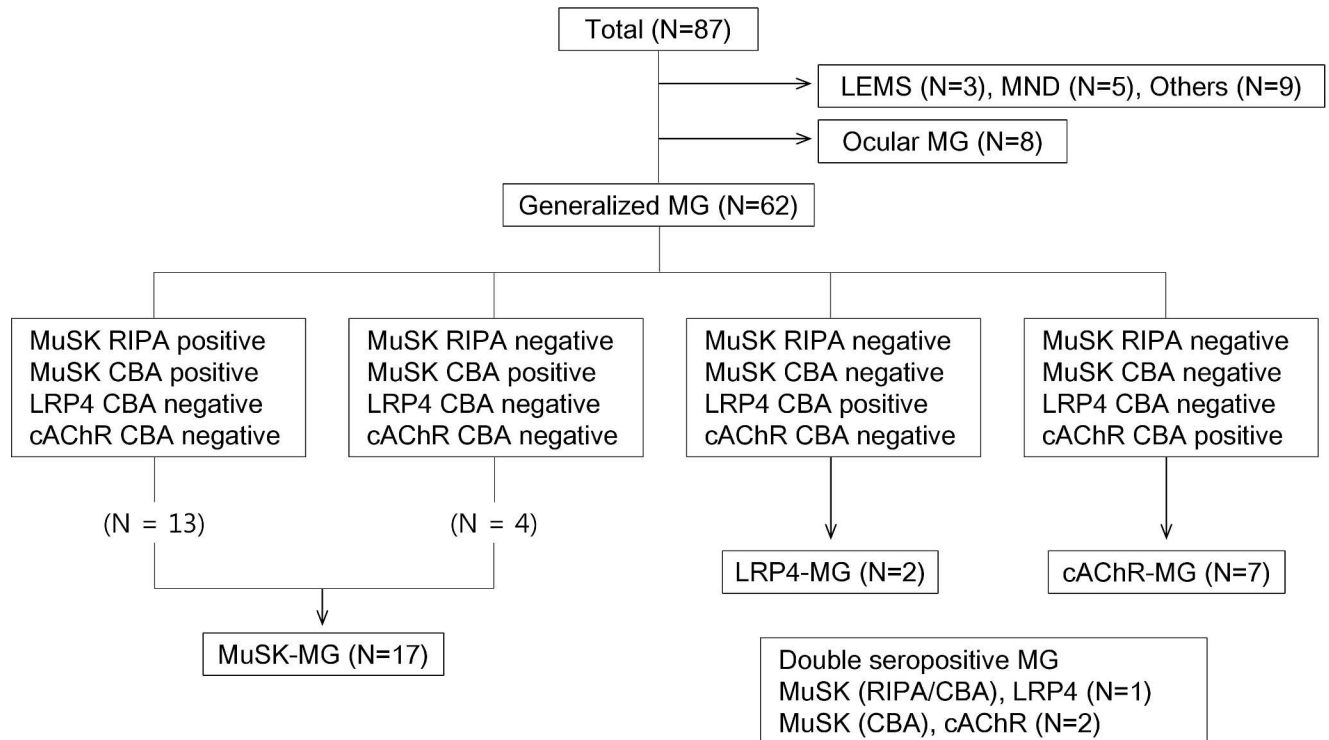 Total (N=87)
LEMS (N=3), MND (N=5), Others (N=9)
Ocular MG (N=8)
Generalized MG (N=62)
MuSK RIPA positive
MuSK CBA positive
LRP4 CBA negative
cAChR CBA negative
MuSK RIPA negative
MuSK CBA positive
LRP4 CBA negative
cAChR CBA negative
MuSK RIPA negative
MuSK CBA negative
LRP4 CBA positive
cAChR CBA negative
MuSK RIPA negative
MuSK CBA negative
LRP4 CBA negative
cAChR CBA positive
(N = 13)
(N = 4)
LRP4-MG (N=2)
cAChR-MG (N=7)
MuSK-MG (N=17)
Double seropositive MG
MuSK (RIPA/CBA), LRP4 (N=1)
MuSK (CBA), cAChR (N=2)